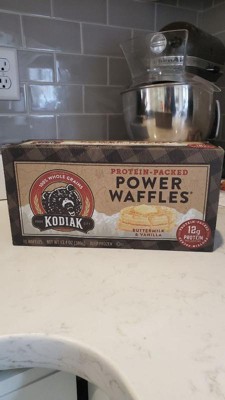 100% WHOLE GRAINS
KODIAK
PROTEIN-PACKED
POWER
WAFFLES
BUTTERMILK
& VANILLA
12g
PROTEIN